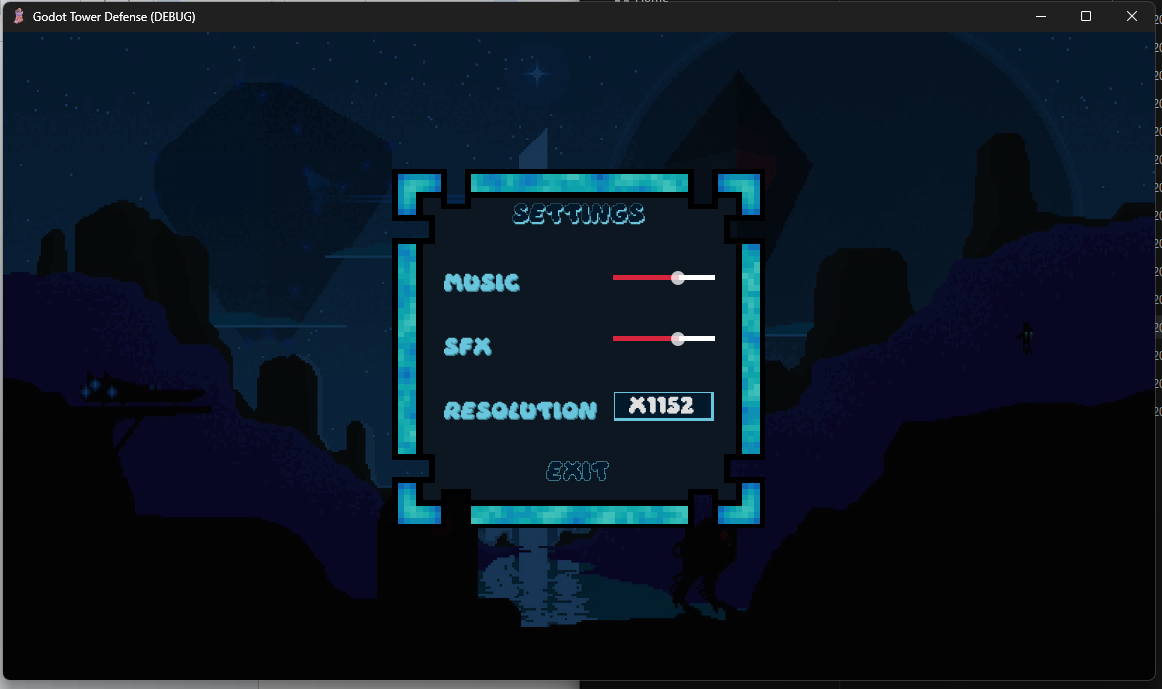 Godot Tower Defense (DEBUG)
SETTINGS
MUSIC
SFX
RESOLUTION X1152
EXIT